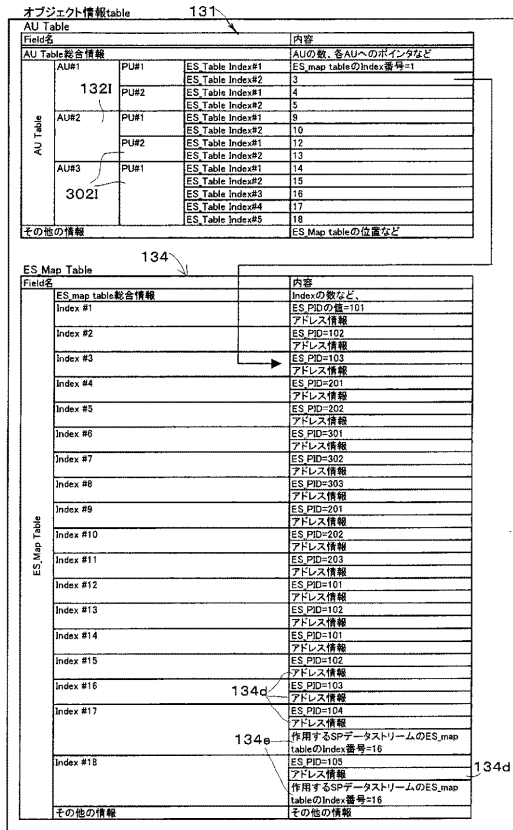 オブジェクト情報table
131
AU Table
Field名 内容
AU Table総合情報 AUの数、各AUへのポインタなど
AU Table
AU#1 PU#1 ES_Table Index#1 ES_map tableのIndex番号=1
ES_Table Index#2 3
132I
PU#2 ES_Table Index#1 4
ES_Table Index#2 5
AU#2 PU#1 ES_Table Index#1 9
ES_Table Index#2 10
PU#2 ES_Table Index#1 12
ES_Table Index#2 13
AU#3 PU#1 ES_Table Index#1 14
ES_Table Index#2 15
302I
ES_Table Index#3 16
ES_Table Index#4 17
ES_Table Index#5 18
その他の情報 ES_Map tableの位置など
134
ES_Map Table
Field名 内容
ES_Map Table
ES_map table総合情報 Indexの数など、
Index #1 ES_PIDの値=101
アドレス情報
Index #2 ES_PID=102
アドレス情報
Index #3 ES_PID=103
アドレス情報
Index #4 ES_PID=201
アドレス情報
Index #5 ES_PID=202
アドレス情報
Index #6 ES_PID=301
アドレス情報
Index #7 ES_PID=302
アドレス情報
Index #8 ES_PID=303
アドレス情報
Index #9 ES_PID=201
アドレス情報
Index #10 ES_PID=202
アドレス情報
Index #11 ES_PID=203
アドレス情報
Index #12 ES_PID=101
アドレス情報
Index #13 ES_PID=102
アドレス情報
Index #14 ES_PID=101
アドレス情報
Index #15 ES_PID=102
アドレス情報
Index #16 ES_PID=103
134d アドレス情報
Index #17 ES_PID=104
アドレス情報
134e 作用するSPデータストリームのES_map
tableのIndex番号=16
Index #18 ES_PID=105
アドレス情報 134d
作用するSPデータストリームのES_map
tableのIndex番号=16
その他の情報 その他の情報